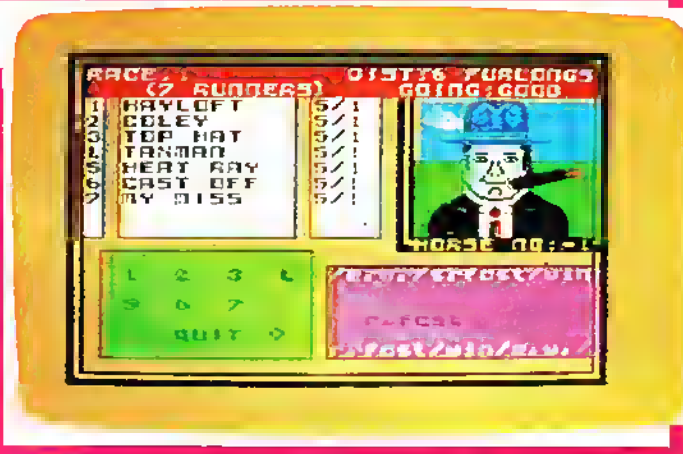 RACE:1 DIST:6 FURLONGS
(7 RUNNERS) GOING:GOOD
1 HAYLOFT 5/1
2 COLEY 5/1
3 TOP HAT 5/1
4 TANMAN 5/1
5 HEAT RAY 5/1
6 CAST OFF 5/1
7 MY MISS 5/1
HORSE NO:-1
1 2 3 4
5 6 7
QUIT